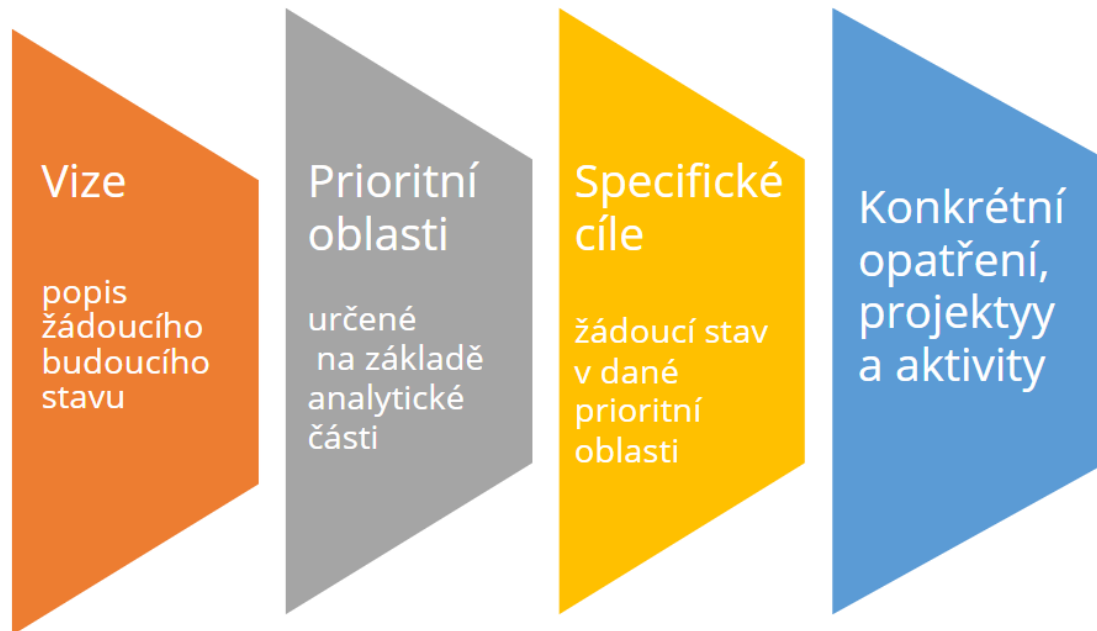 Vize
popis
žádoucího
budoucího
stavu
Prioritní
oblasti
určené
na základě
analytické
části
Specifické
cíle
žádoucí stav
v dané
prioritní
oblasti
Konkrétní
opatření,
projektyy
a aktivity